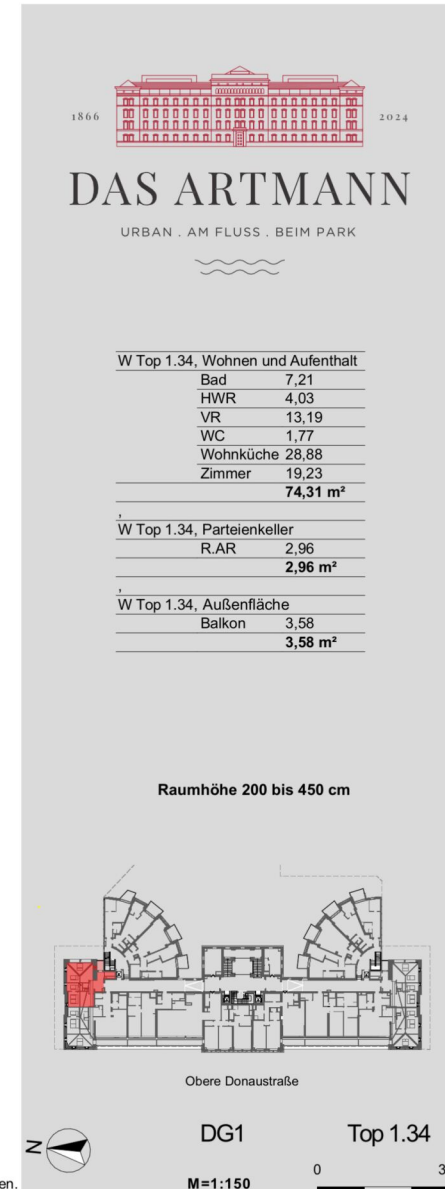 1866 2024
DAS ARTMANN
URBAN . AM FLUSS . BEIM PARK
W Top 1.34, Wohnen und Aufenthalt
Bad 7,21
HWR 4,03
VR 13,19
WC 1,77
Wohnküche 28,88
Zimmer 19,23
74,31 m²
,
W Top 1.34, Parteienkeller
R.AR 2,96
2,96 m²
,
W Top 1.34, Außenfläche
Balkon 3,58
3,58 m²
Raumhöhe 200 bis 450 cm
Obere Donaustraße
N DG1 Top 1.34
en. M=1:150 0 3